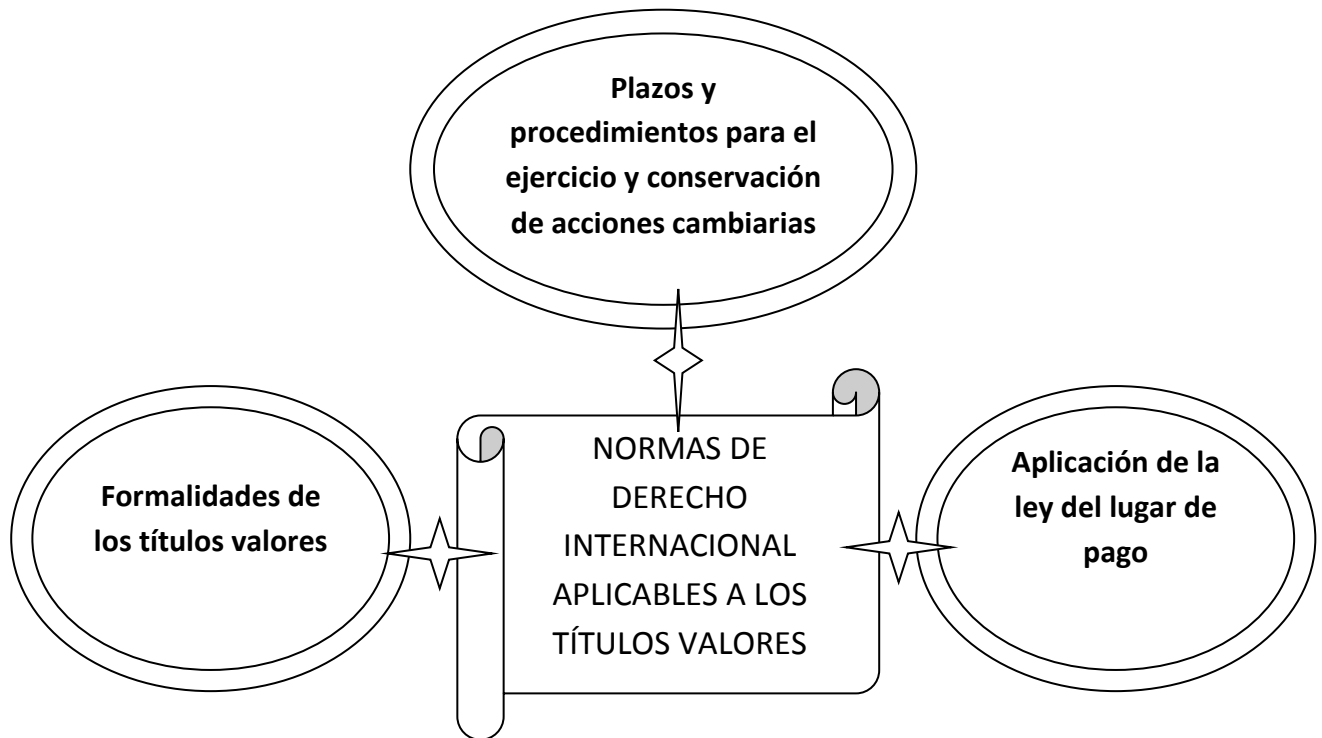 Plazos y
procedimientos para el
ejercicio y conservación
de acciones cambiarias
Formalidades de
los títulos valores
NORMAS DE
DERECHO
INTERNACIONAL
APLICABLES A LOS
TÍTULOS VALORES
Aplicación de la
ley del lugar de
pago